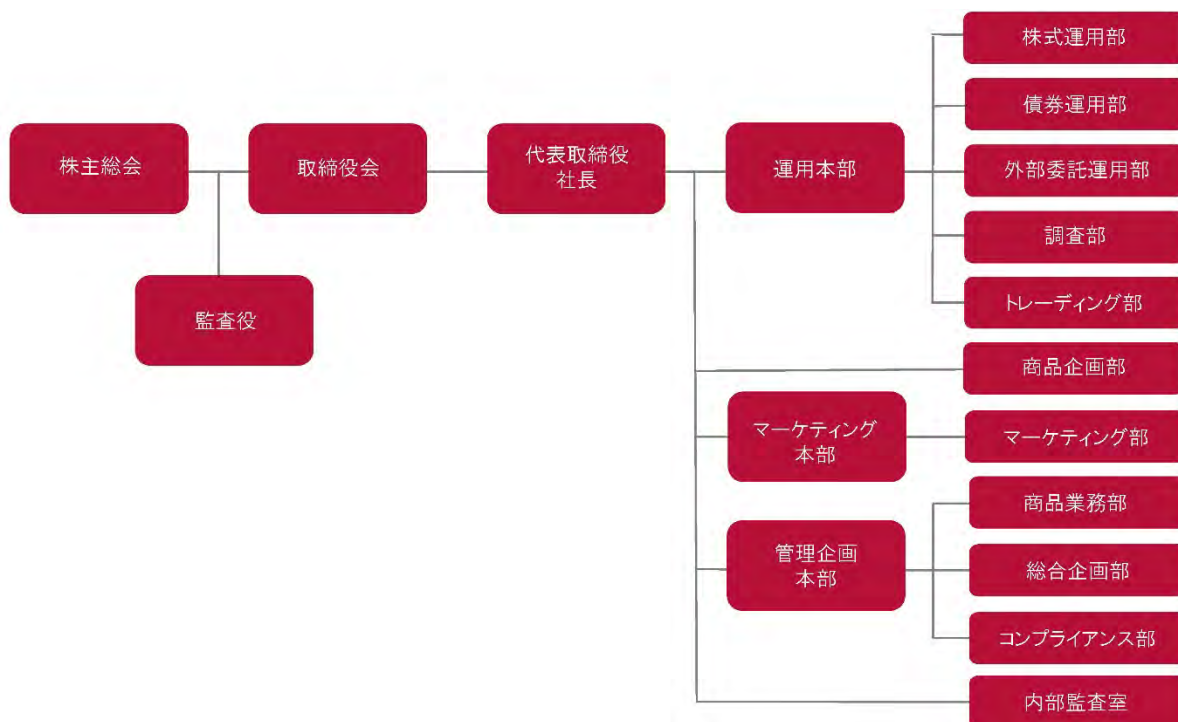 株主総会
取締役会
代表取締役
社長
監査役
運用本部
株式運用部
債券運用部
外部委託運用部
調査部
トレーディング部
商品企画部
マーケティング
本部
マーケティング部
管理企画
本部
商品業務部
総合企画部
コンプライアンス部
内部監査室